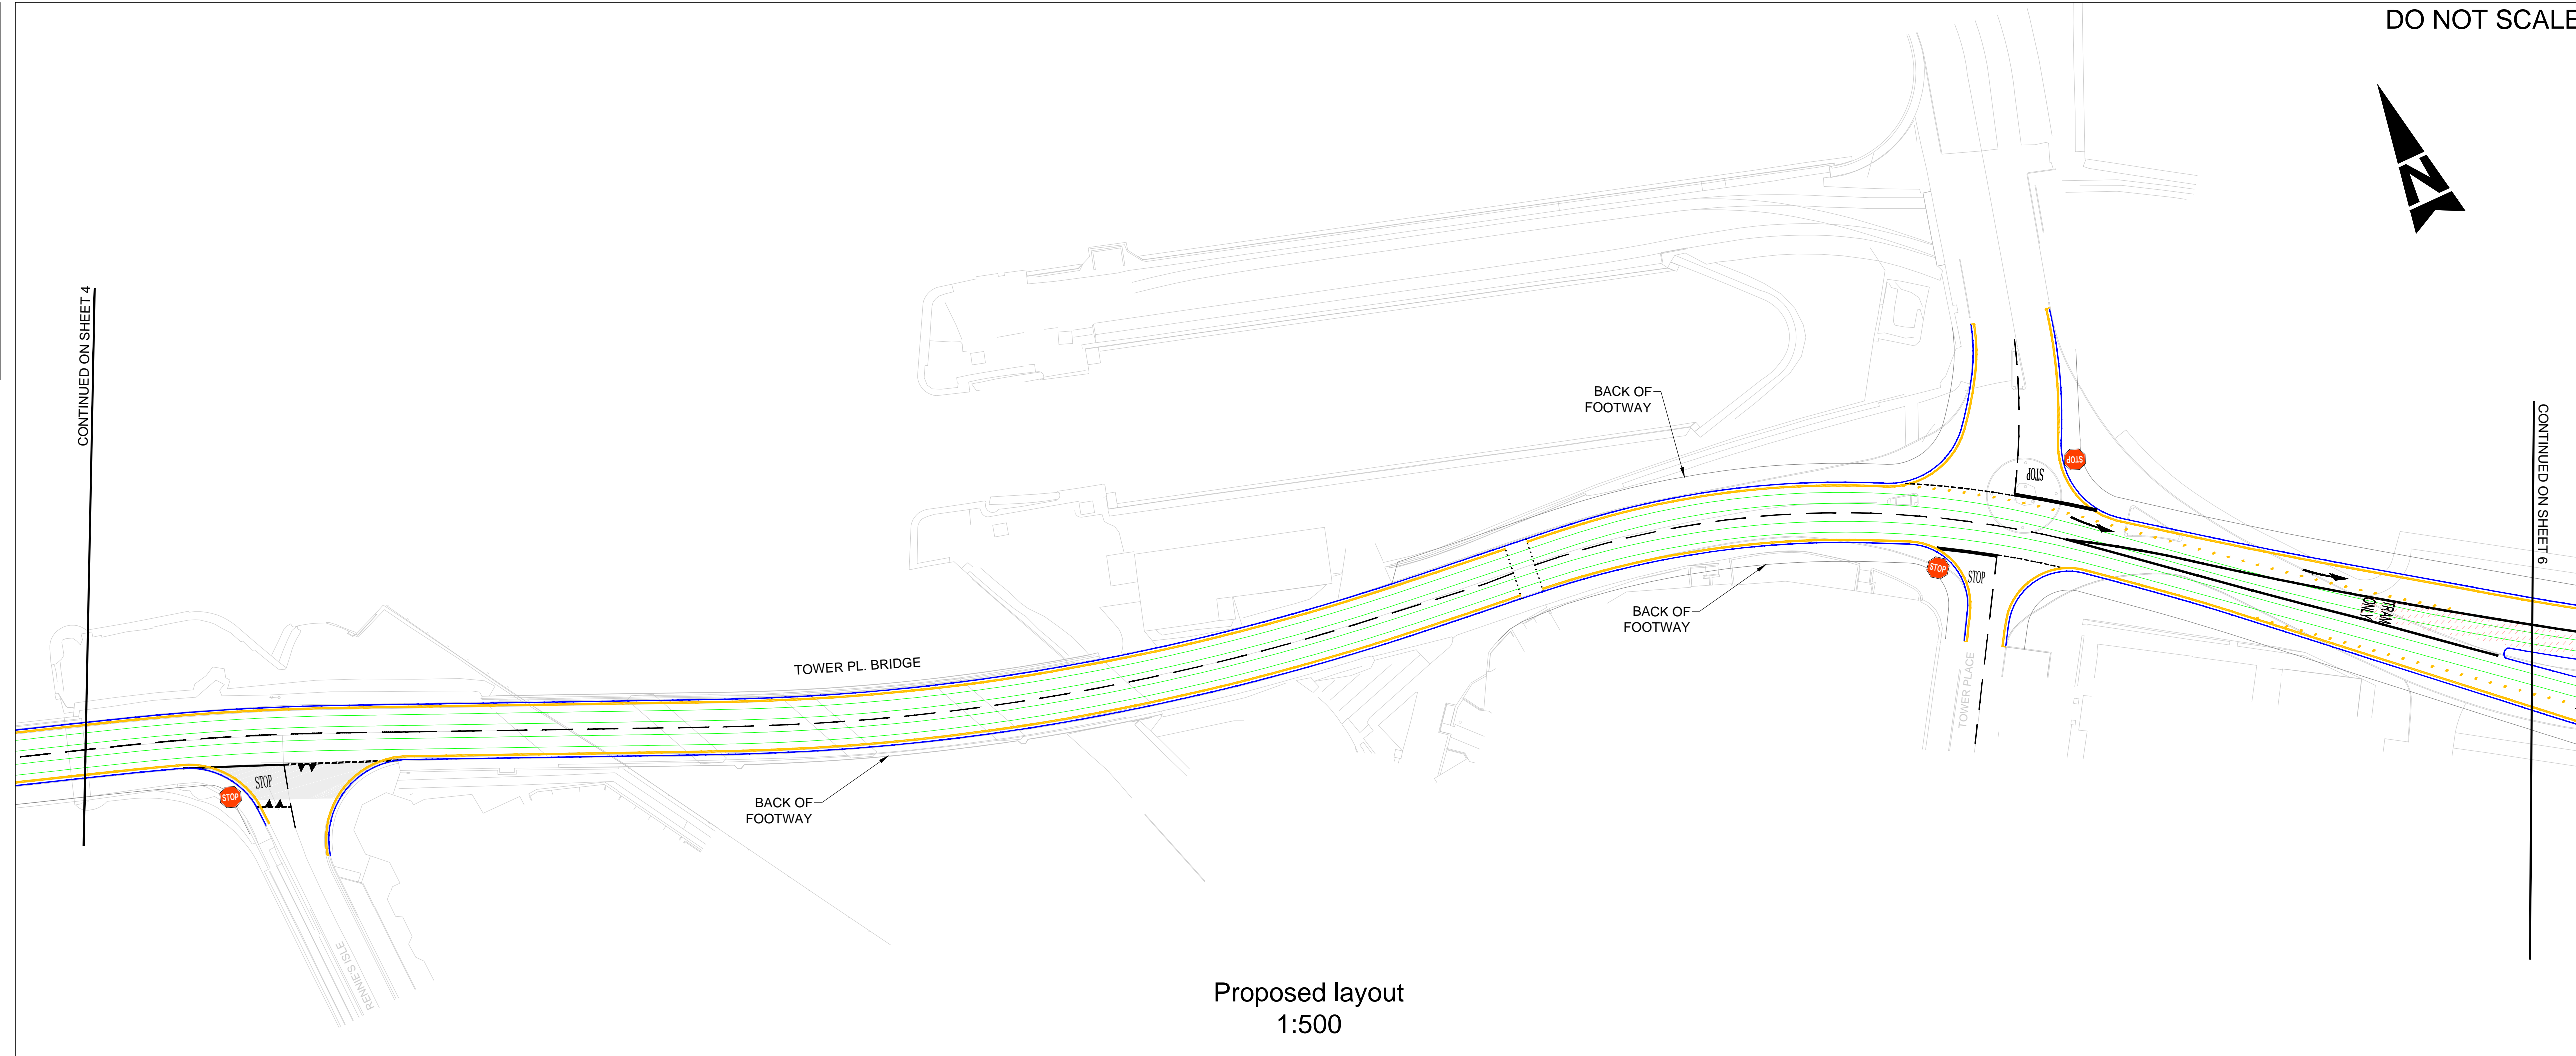 DO NOT SCALE
N
CONTINUED ON SHEET 4
BACK OF
FOOTWAY
CONTINUED ON SHEET 6
STOP
STOP
STOP
STOP
BACK OF
FOOTWAY
TRAM
ONLY
TOWER PL. BRIDGE
TOWER PLACE
STOP
STOP
BACK OF
FOOTWAY
RENNIE'S ISLE
Proposed layout
1:500